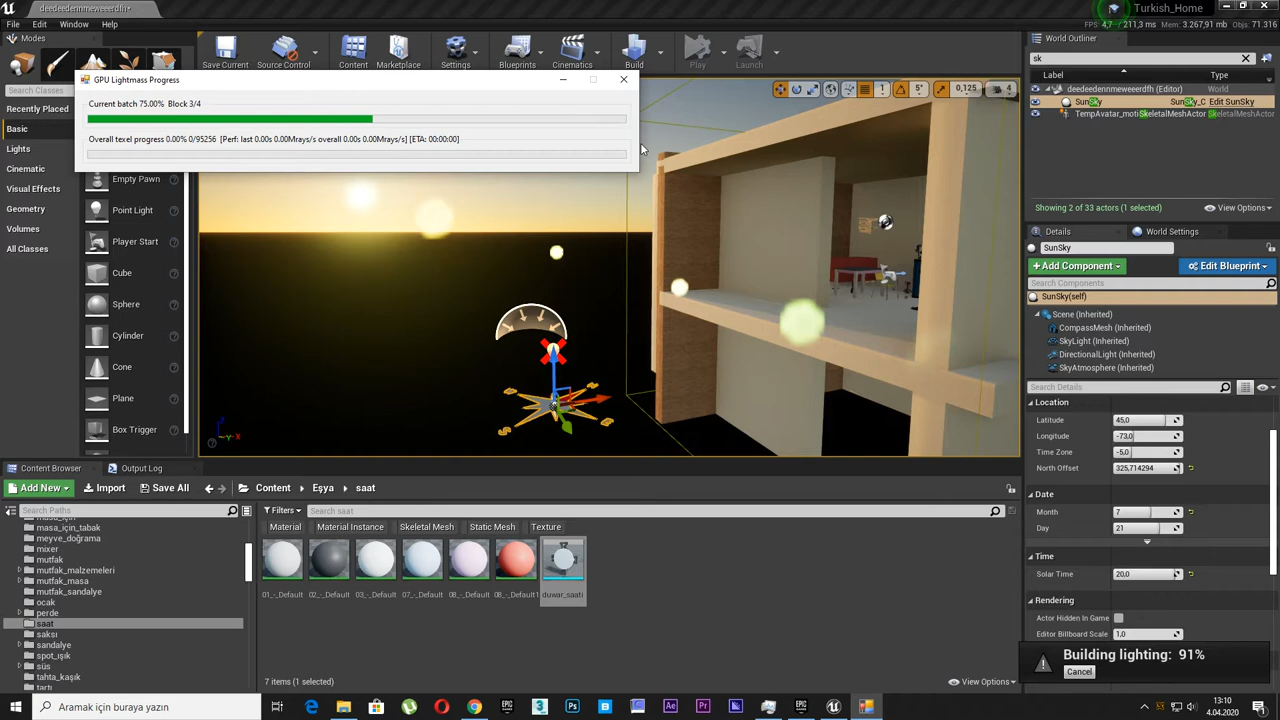 deedeedennmeweeerdfh*
Turkish_Home
File Edit Window Help
FPS: 4,7 / 211,3 ms Mem: 3.267,91 mb Objs: 71.316
Modes
Search Classes
Recently Placed
Basic
Lights
Cinematic
Visual Effects
Geometry
Volumes
All Classes
Empty Pawn
Point Light
Player Start
Cube
Sphere
Cylinder
Cone
Plane
Box Trigger
Save Current
Source Control
Content
Marketplace
Settings
Blueprints
Cinematics
Build
Play
Launch
GPU Lightmass Progress
Current batch 75.00% Block 3/4
Overall texel progress 0.00% 0/95256 [Perf: last 0.00s 0.00Mrays/s overall 0.00s 0.00Mrays/s] [ETA: 00:00:00]
1
5°
0,125
4
World Outliner
sk
Label Type
deedeedennmeweeerdfh (Editor) World
SunSky SunSky_C Edit SunSky
TempAvatar_moti SkeletalMeshActor SkeletalMeshActor
Showing 2 of 33 actors (1 selected)
View Options
Details World Settings
SunSky
Add Component
Edit Blueprint
Search Components
SunSky(self)
Scene (Inherited)
CompassMesh (Inherited)
SkyLight (Inherited)
DirectionalLight (Inherited)
SkyAtmosphere (Inherited)
Search Details
Location
Latitude 45,0
Longitude -73,0
Time Zone -5,0
North Offset 325,714294
Date
Month 7
Day 21
Time
Solar Time 20,0
Rendering
Actor Hidden In Game
Editor Billboard Scale 1,0
Building lighting: 91%
Cancel
Content Browser Output Log
Add New Import Save All Content Eşya saat
Search Paths
masa_için_tabak
meyve_doğrama
mixer
mutfak
mutfak_malzemeleri
mutfak_masa
mutfak_sandalye
ocak
perde
saat
saksı
sandalye
spot_ışık
süs
tahta_kaşık
tartı
Filters Search saat
Material Material Instance Skeletal Mesh Static Mesh Texture
01_-_Default 02_-_Default 03_-_Default 07_-_Default 08_-_Default 08_-_Default1 duwar_saati
7 items (1 selected)
View Options
Aramak için buraya yazın
13:10
4.04.2020